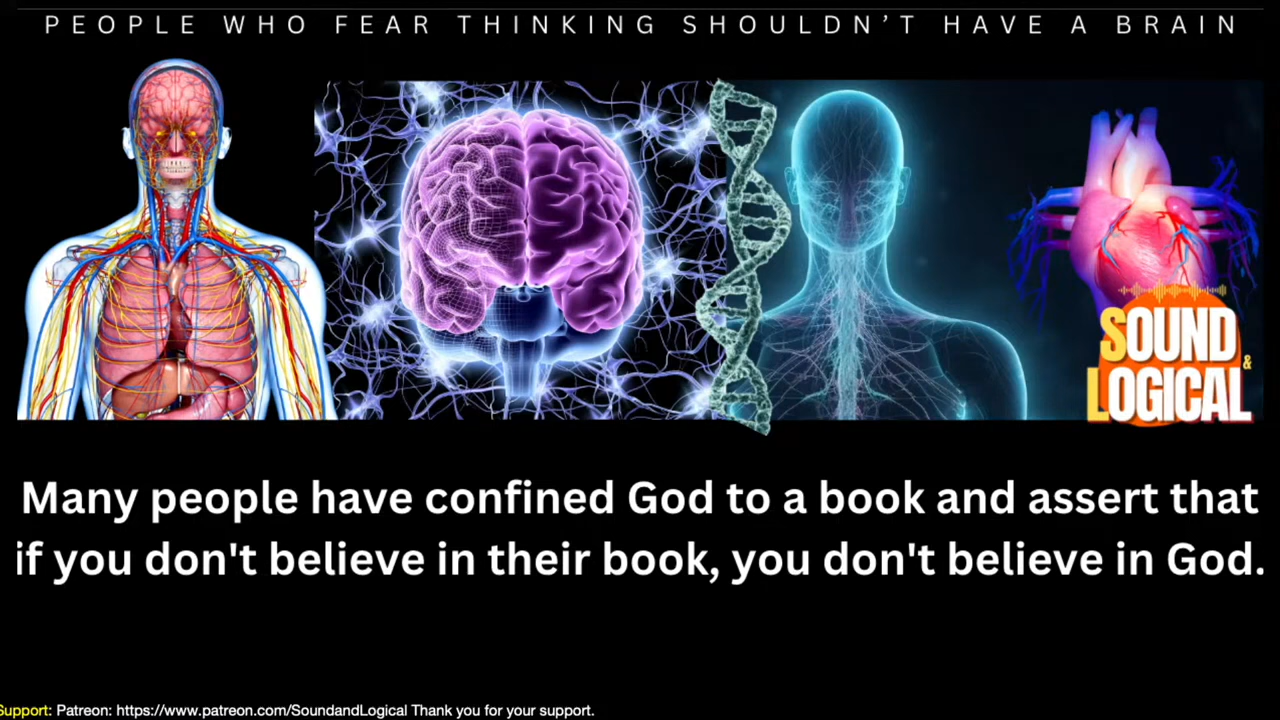 PEOPLE WHO FEAR THINKING SHOULDN’T HAVE A BRAIN
SOUND
&
LOGICAL
Many people have confined God to a book and assert that
if you don't believe in their book, you don't believe in God.
Support: Patreon: https://www.patreon.com/SoundandLogical Thank you for your support.